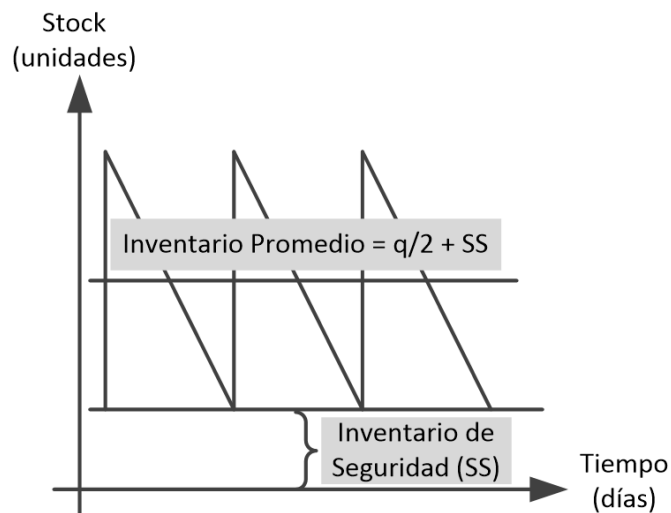 Stock
(unidades)
Inventario Promedio = q/2 + SS
Inventario de
Seguridad (SS)
Tiempo
(días)